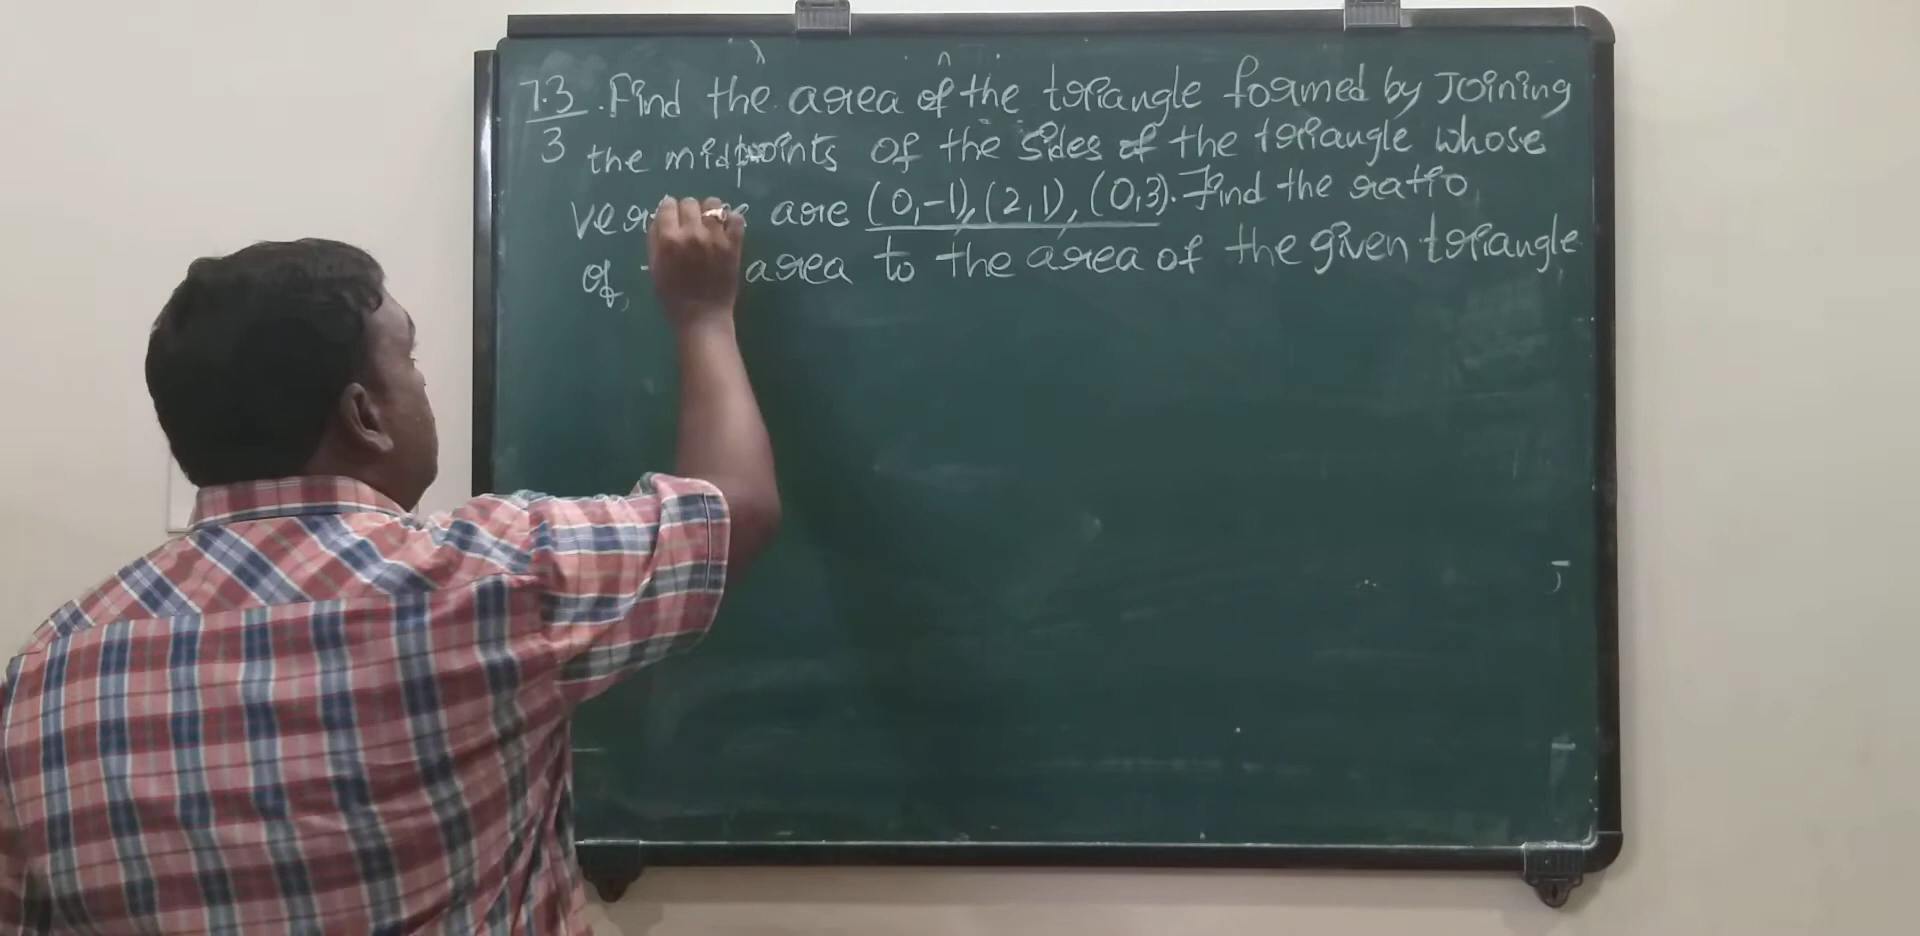 7.3
3 . Find the area of the triangle formed by Joining
the midpoints of the sides of the triangle whose
are (0,-1), (2,1), (0,3). Find the ratio
of area to the area of the given triangle